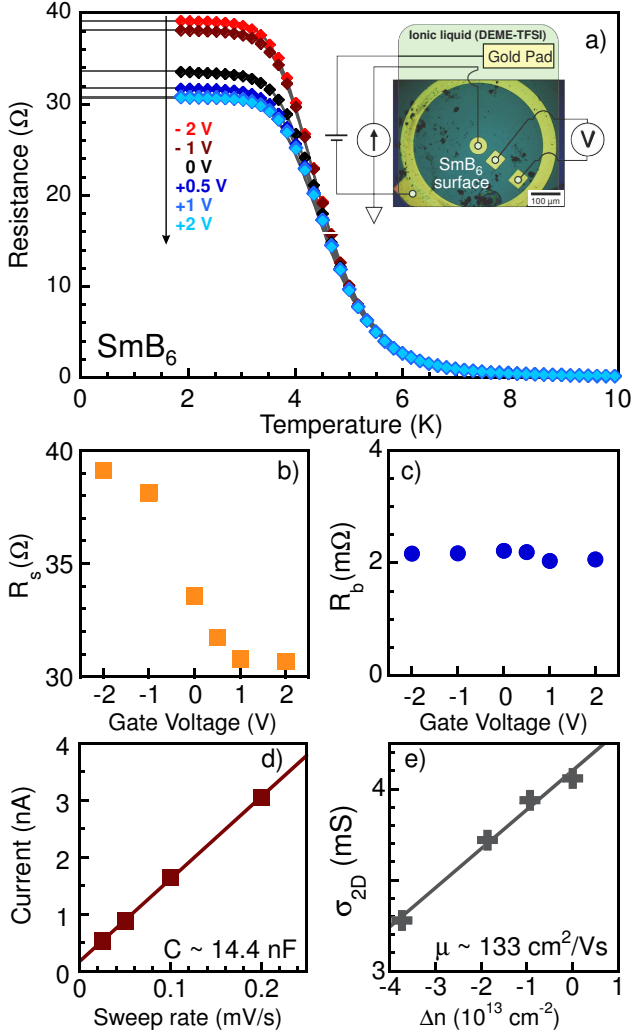 a)
Ionic liquid (DEME-TFSI)
Gold Pad
V
SmB6
surface
100 µm
- 2 V
- 1 V
0 V
+0.5 V
+1 V
+2 V
SmB6
Resistance (Ω)
40
30
20
10
0
0 2 4 6 8 10
Temperature (K)
b)
Rs(Ω)
40
35
30
-2 -1 0 1 2
Gate Voltage (V)
c)
Rb(mΩ)
4
2
0
-2 -1 0 1 2
Gate Voltage (V)
d)
Current (nA)
4
3
2
1
0
C ~ 14.4 nF
0 0.1 0.2
Sweep rate (mV/s)
e)
σ2D (mS)
4
3
µ ~ 133 cm²/Vs
-4 -3 -2 -1 0 1
Δn (10¹³ cm⁻²)